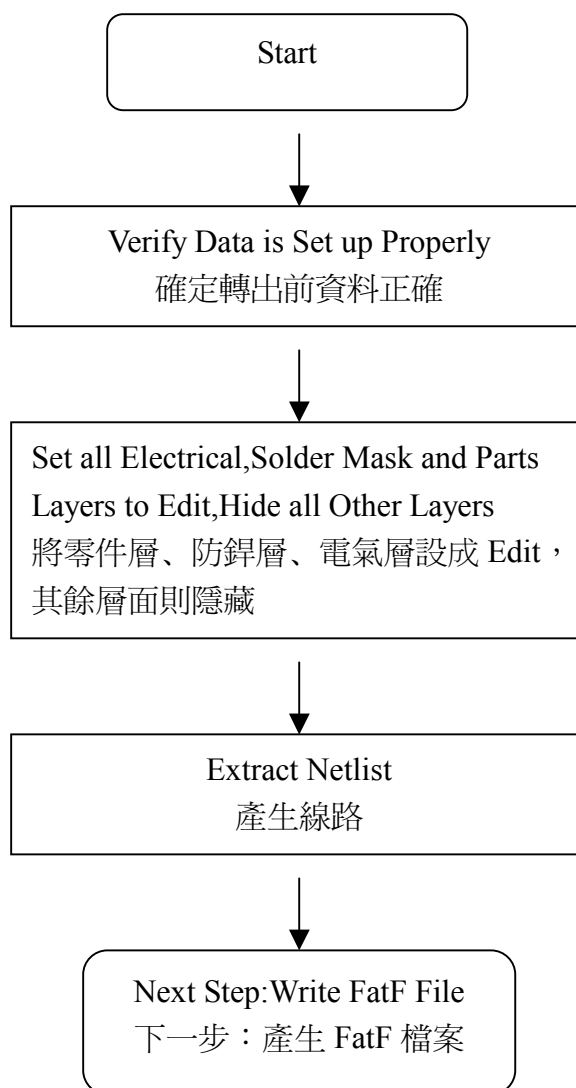 Start
Verify Data is Set up Properly
確定轉出前資料正確
Set all Electrical,Solder Mask and Parts
Layers to Edit,Hide all Other Layers
將零件層、防銲層、電氣層設成 Edit，
其餘層面則隱藏
Extract Netlist
產生線路
Next Step:Write FatF File
下一步：產生 FatF 檔案